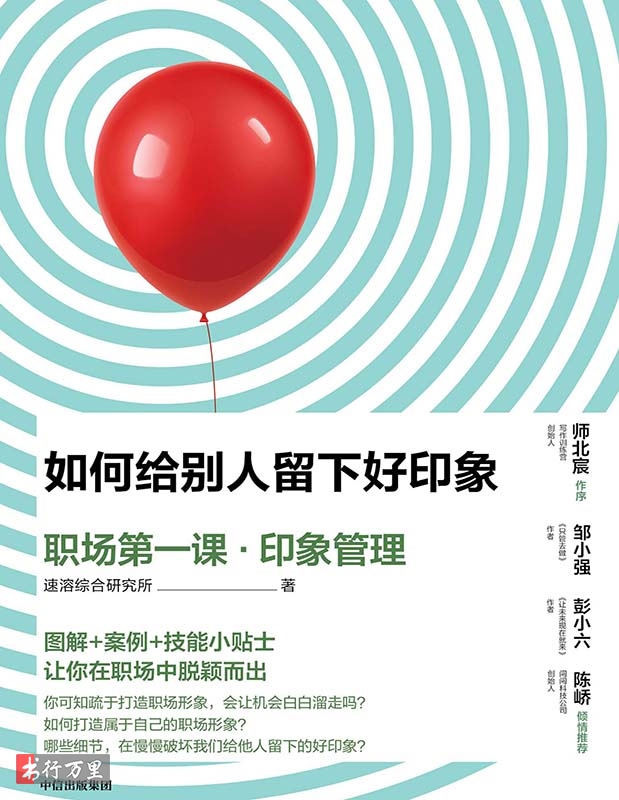 如何给别人留下好印象
职场第一课·印象管理
速溶综合研究所 著
图解+案例+技能小贴士
让你在职场中脱颖而出
你可知疏于打造职场形象，会让机会白白溜走吗？
如何打造属于自己的职场形象？
哪些细节，在慢慢破坏我们给他人留下的好印象？
师北宸
写作训练营
创始人
作序
邹小强
《只管去做》
作者
彭小六
《让未来现在就来》
作者
陈峤
闷闷科技公司
创始人
倾情推荐
书行万里
中信出版集团